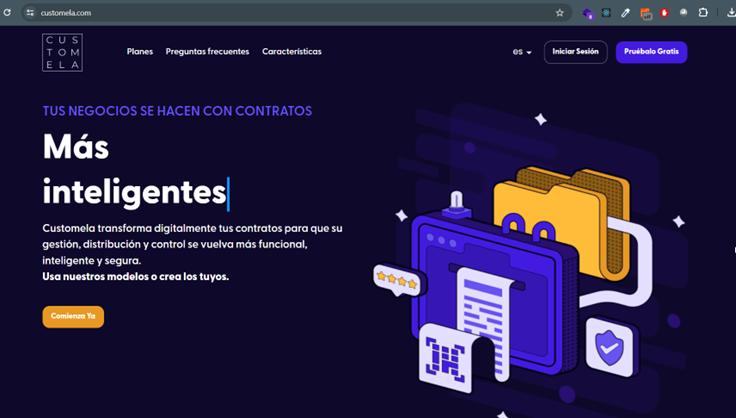 customela.com
CUS
TOM
ELA
Planes Preguntas frecuentes Características
es
Iniciar Sesión
Pruébalo Gratis
TUS NEGOCIOS SE HACEN CON CONTRATOS
Más
inteligentes
Customela transforma digitalmente tus contratos para que su
gestión, distribución y control se vuelva más funcional,
inteligente y segura.
Usa nuestros modelos o crea los tuyos.
Comienza Ya